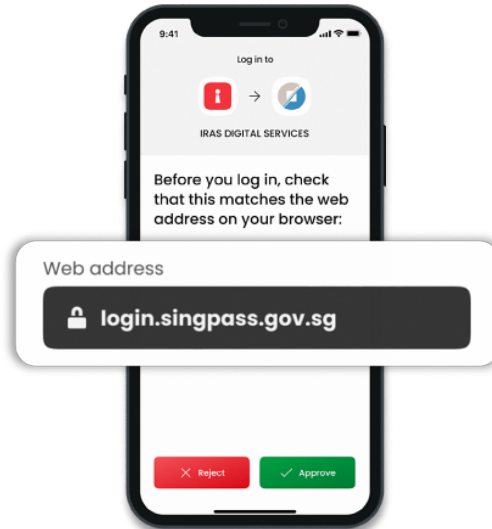 9:41
Log in to
IRAS DIGITAL SERVICES
Before you log in, check
that this matches the web
address on your browser:
Web address
login.singpass.gov.sg
Reject
Approve